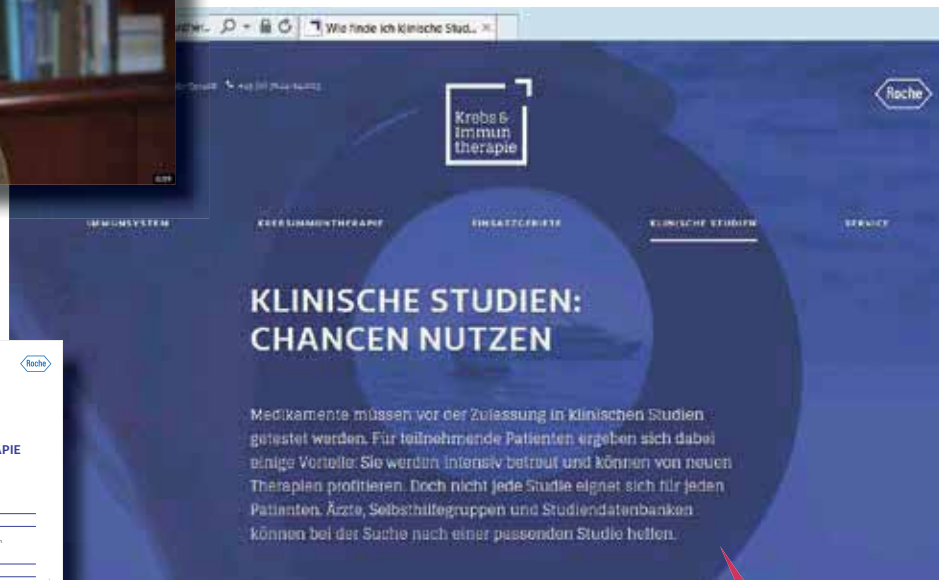 Wie finde ich klinische Stud...
Krebs &
Immun
therapie
Roche
IMMUNSYSTEM
KREBSIMMUNTHERAPIE
EINSATZGEBIETE
KLINISCHE STUDIEN
SERVICE
KLINISCHE STUDIEN:
CHANCEN NUTZEN
Medikamente müssen vor der Zulassung in klinischen Studien
getestet werden. Für teilnehmende Patienten ergeben sich dabei
einige Vorteile: Sie werden intensiv betreut und können von neuen
Therapien profitieren. Doch nicht jede Studie eignet sich für jeden
Patienten. Ärzte, Selbsthilfegruppen und Studiendatenbanken
können bei der Suche nach einer passenden Studie helfen.
Roche
APIE